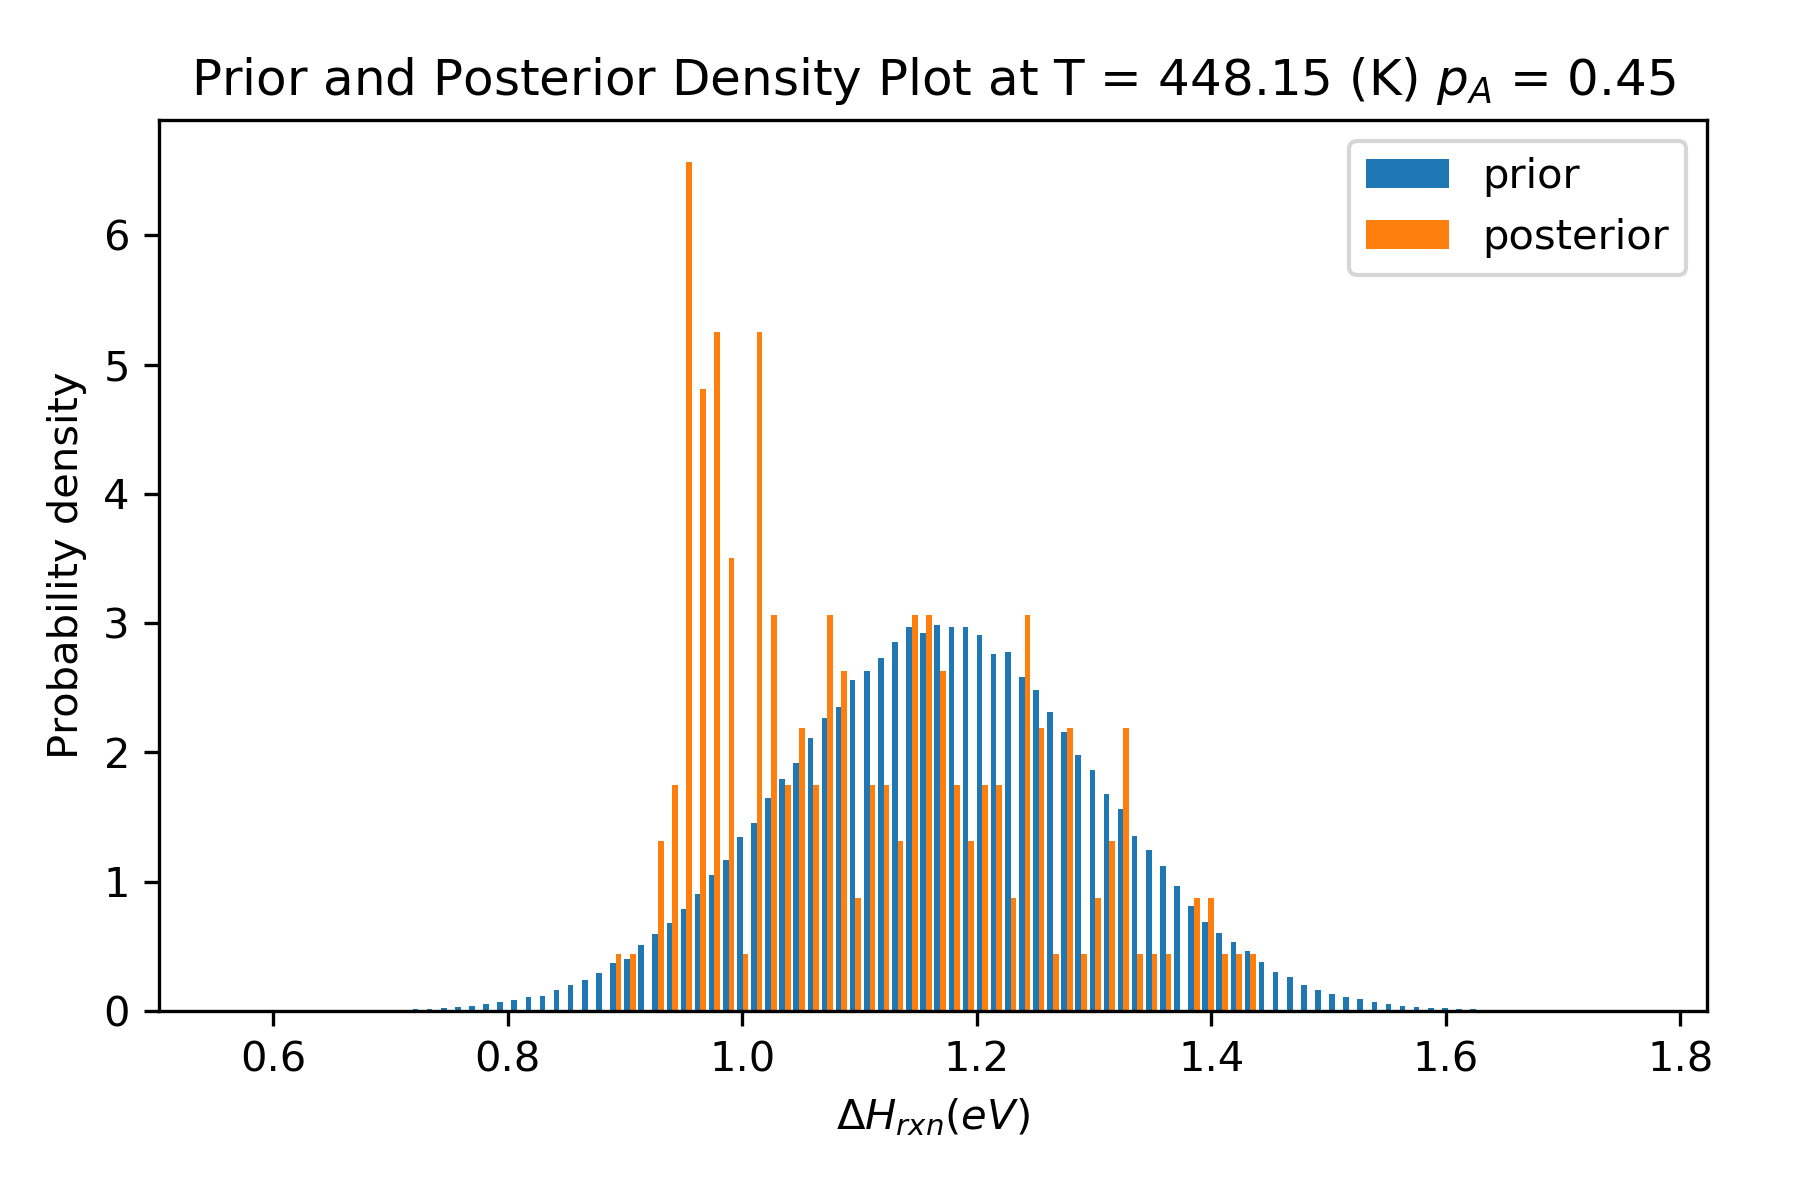 Prior and Posterior Density Plot at T = 448.15 (K) p_A = 0.45
prior
posterior
Probability density
6
5
4
3
2
1
0
0.6 0.8 1.0 1.2 1.4 1.6 1.8
ΔH_rxn(eV)